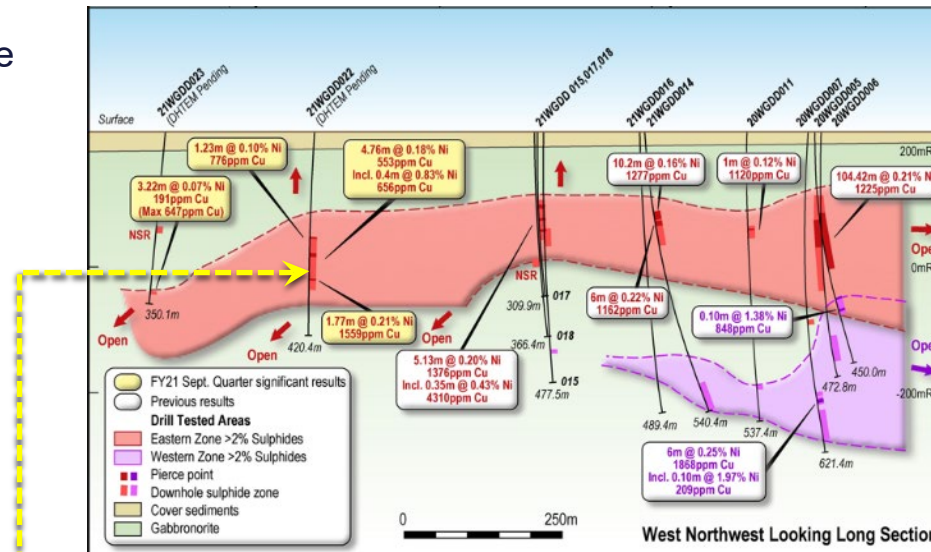 e
21WGDD023
(DHTEM Pending
21WGDD022
(DHTEM Pending
21WGDD 015,017,018
21WGDD016
21WGDD014
20WGDD011
20WGDD007
20WGDD005
20WGDD006
Surface
200mR
1.23m @ 0.10% Ni
776ppm Cu
4.76m @ 0.18% Ni
553ppm Cu
Incl. 0.4m @ 0.83% Ni
656ppm Cu
10.2m @ 0.16% Ni
1277ppm Cu
1m @ 0.12% Ni
1120ppm Cu
104.42m @ 0.21% Ni
1225ppm Cu
3.22m @ 0.07% Ni
191ppm Cu
(Max 647ppm Cu)
NSR
Ope
0mR
NSR
350.1m
Open
1.77m @ 0.21% Ni
1559ppm Cu
420.4m
Open
Open
309.9m
017
366.4m
018
477.5m
015
6m @ 0.22% Ni
1162ppm Cu
0.10m @ 1.38% Ni
848ppm Cu
5.13m @ 0.20% Ni
1376ppm Cu
Incl. 0.35m @ 0.43% Ni
4310ppm Cu
Ope
450.0m
472.8m
-200mR
489.4m
540.4m
537.4m
621.4m
6m @ 0.25% Ni
1868ppm Cu
Incl. 0.10m @ 1.97% Ni
209ppm Cu
FY21 Sept. Quarter significant results
Previous results
Drill Tested Areas
Eastern Zone >2% Sulphides
Western Zone >2% Sulphides
Pierce point
Downhole sulphide zone
Cover sediments
Gabbronorite
0
250m
West Northwest Looking Long Section